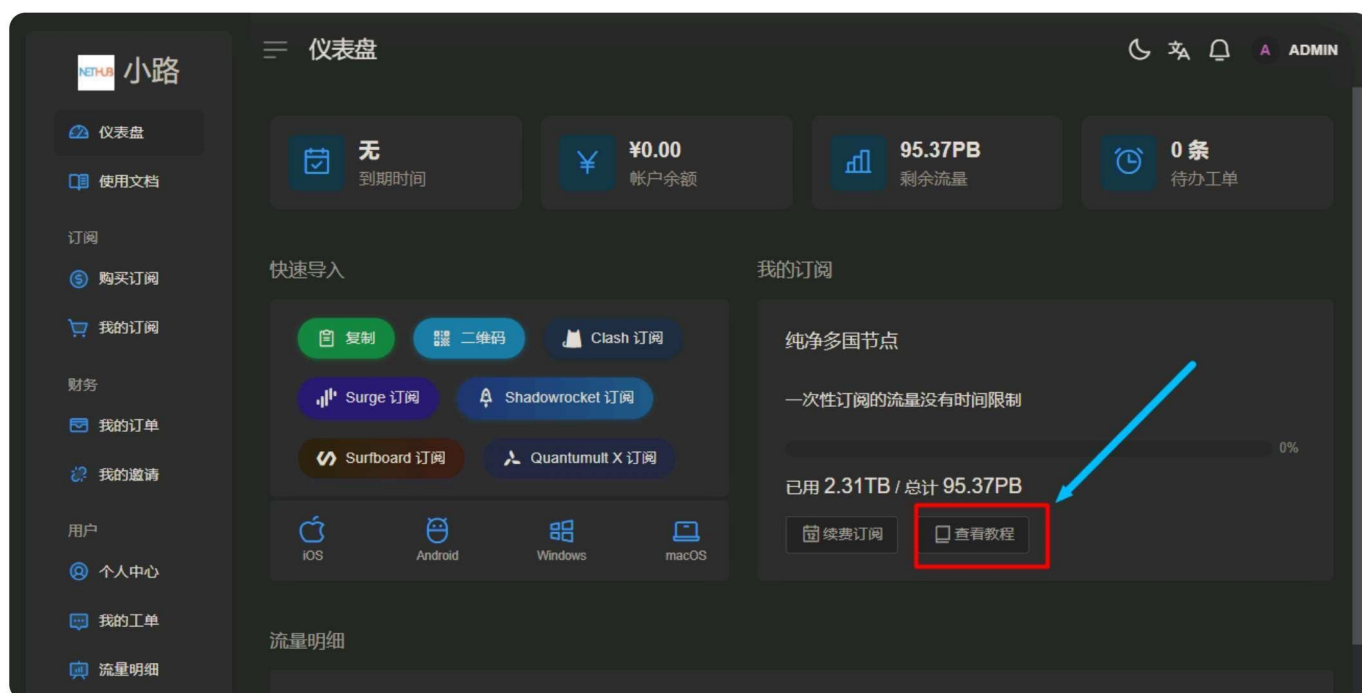 NETHUB 小路
仪表盘
ADMIN
A
仪表盘
使用文档
订阅
购买订阅
我的订阅
财务
我的订单
我的邀请
用户
个人中心
我的工单
流量明细
无
到期时间
¥0.00
帐户余额
95.37PB
剩余流量
0 条
待办工单
快速导入
复制
二维码
Clash 订阅
Surge 订阅
Shadowrocket 订阅
Surfboard 订阅
Quantumult X 订阅
iOS
Android
Windows
macOS
我的订阅
纯净多国节点
一次性订阅的流量没有时间限制
0%
已用 2.31TB / 总计 95.37PB
续费订阅
查看教程
流量明细